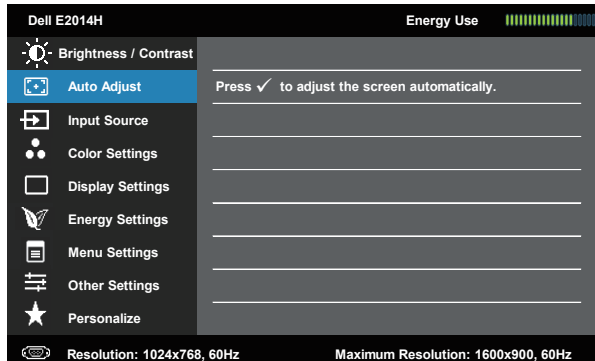 Dell E2014H Energy Use
Brightness / Contrast
Auto Adjust Press ✓ to adjust the screen automatically.
Input Source
Color Settings
Display Settings
Energy Settings
Menu Settings
Other Settings
Personalize
Resolution: 1024x768, 60Hz Maximum Resolution: 1600x900, 60Hz